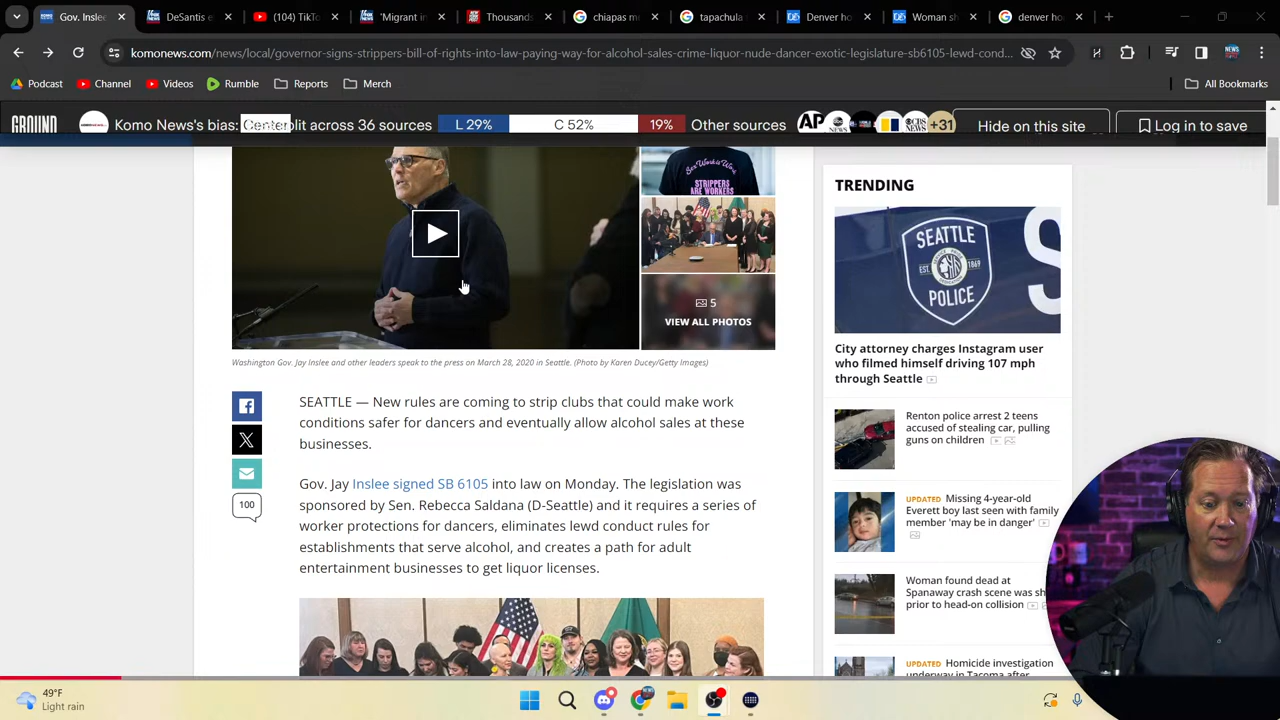 Gov. Insle
DeSantis e
(104) TikTo
'Migrant in
Thousands
chiapas m
tapachula
Denver ho
Woman sh
denver ho
komonews.com/news/local/governor-signs-strippers-bill-of-rights-into-law-paying-way-for-alcohol-sales-crime-liquor-nude-dancer-exotic-legislature-sb6105-lewd-cond...
Podcast
Channel
Videos
Rumble
Reports
Merch
All Bookmarks
GROUND
Komo News's bias:
split across 36 sources
L 29%
C 52%
19%
Other sources
AP
+31
Hide on this site
Log in to save
STRIPPERS
ARE WORKERS
5
VIEW ALL PHOTOS
Washington Gov. Jay Inslee and other leaders speak to the press on March 28, 2020 in Seattle. (Photo by Karen Ducey/Getty Images)
100
SEATTLE — New rules are coming to strip clubs that could make work
conditions safer for dancers and eventually allow alcohol sales at these
businesses.
Gov. Jay Inslee signed SB 6105 into law on Monday. The legislation was
sponsored by Sen. Rebecca Saldana (D-Seattle) and it requires a series of
worker protections for dancers, eliminates lewd conduct rules for
establishments that serve alcohol, and creates a path for adult
entertainment businesses to get liquor licenses.
TRENDING
SEATTLE
EST.
1869
POLICE
City attorney charges Instagram user
who filmed himself driving 107 mph
through Seattle
Renton police arrest 2 teens
accused of stealing car, pulling
guns on children
UPDATED Missing 4-year-old
Everett boy last seen with family
member 'may be in danger'
Woman found dead at
Spanaway crash scene was sh
prior to head-on collision
UPDATED Homicide investigation
underway in Tacoma after
49°F
Light rain